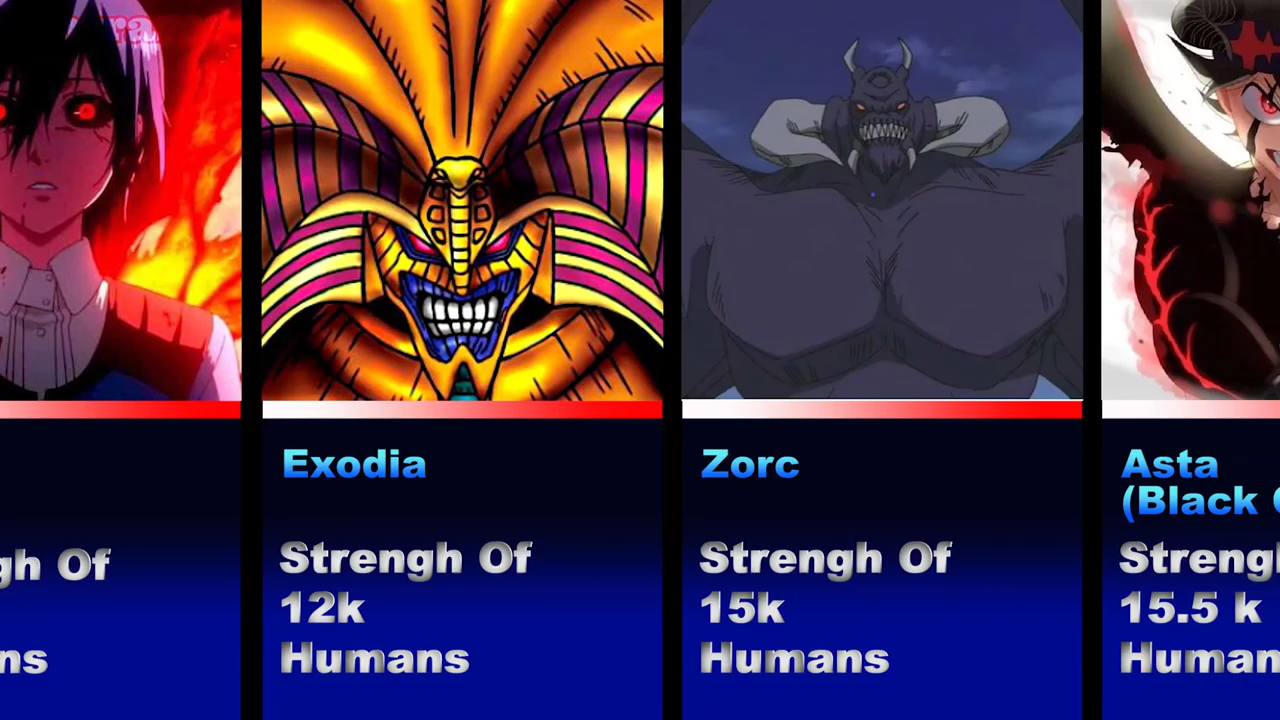 gh Of
ns
Exodia
Strengh Of
12k
Humans
Zorc
Strengh Of
15k
Humans
Asta
(Black
Strengh
15.5 k
Human